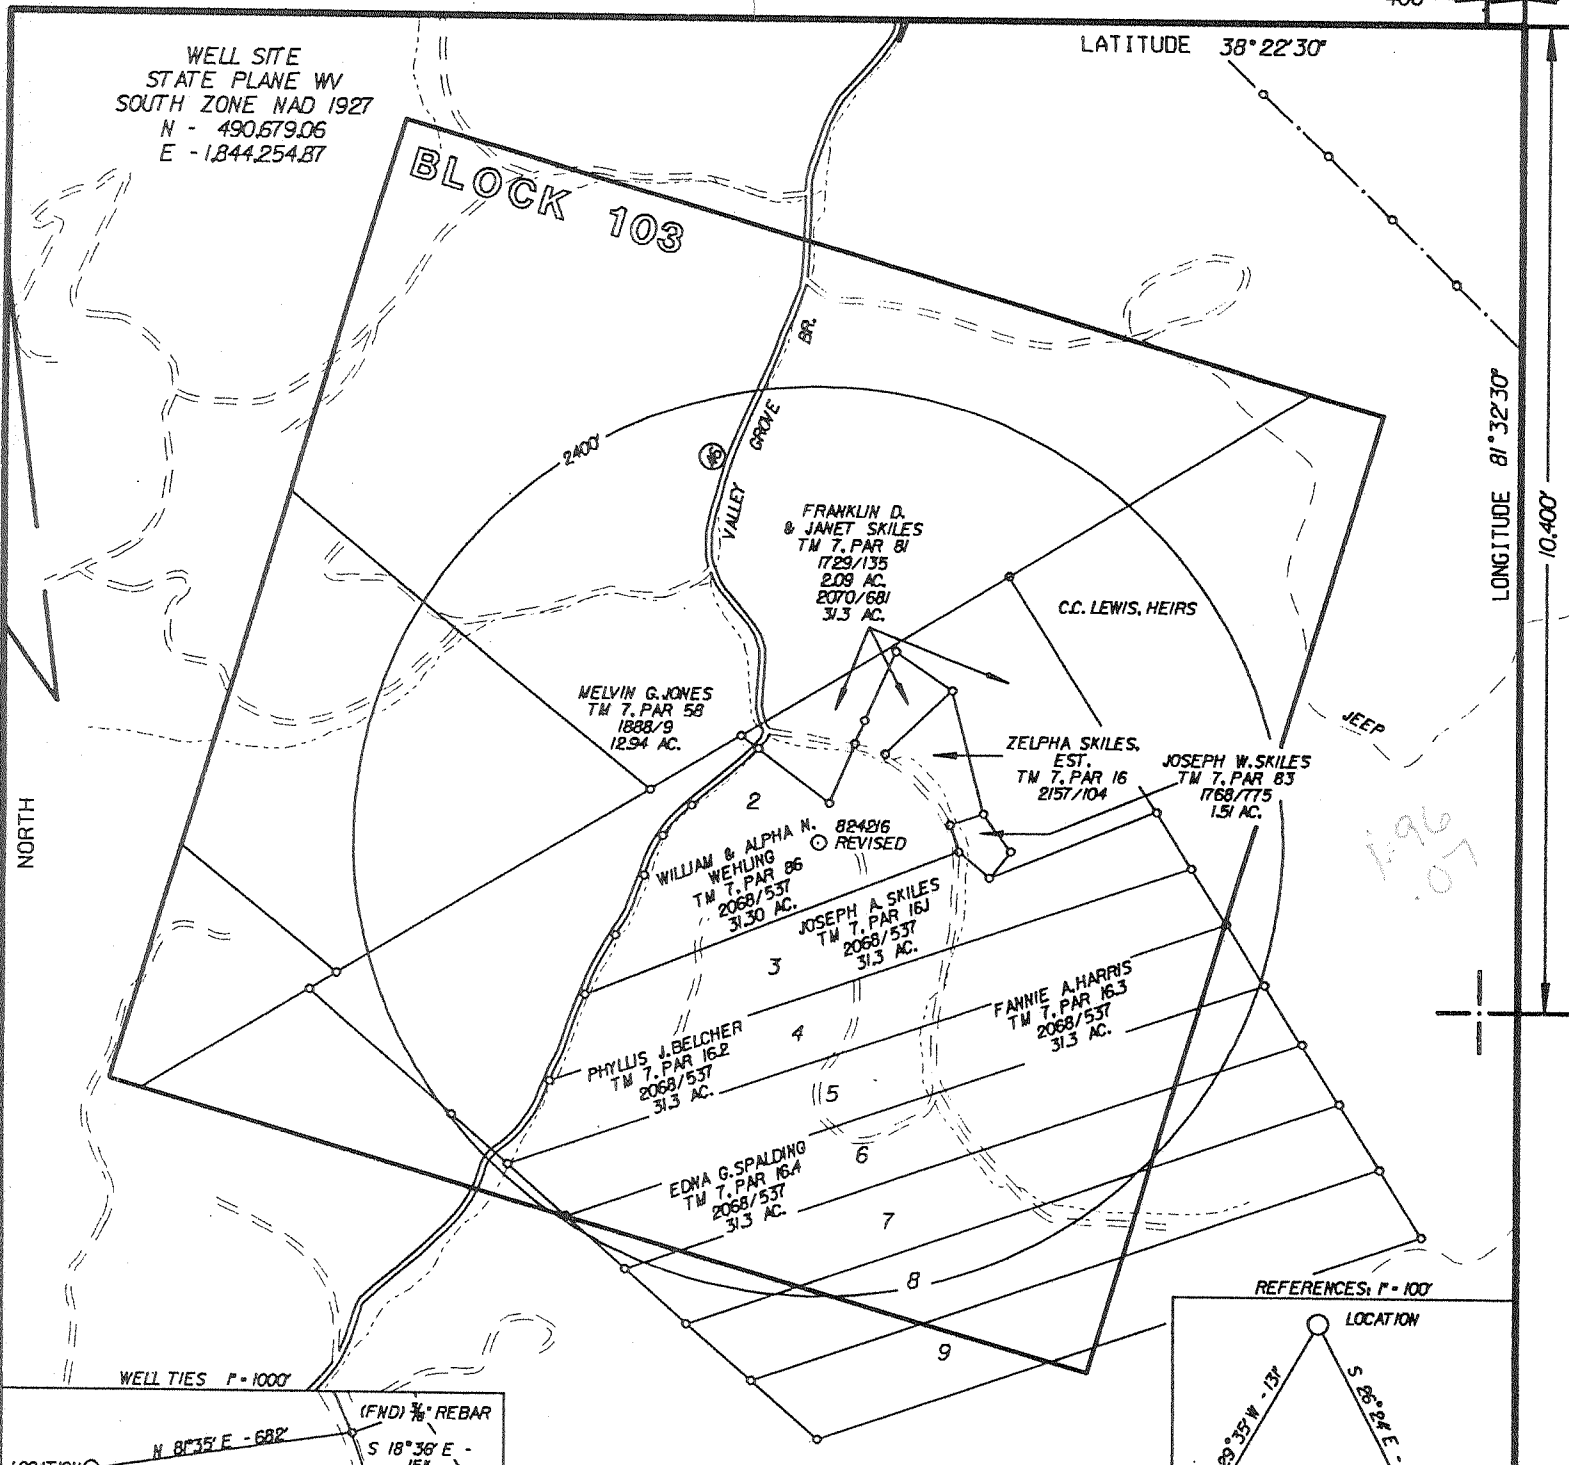 LATITUDE 38°22'30"
WELL SITE
STATE PLANE WV
SOUTH ZONE NAD 1927
N - 490,679.06
E - 1,844,254.87
BLOCK 103
BR.
GROVE
VALLEY
2400'
116
FRANKLIN D.
& JANET SKILES
TM 7, PAR 81
1729/135
2.09 AC.
2070/681
31.3 AC.
C.C. LEWIS, HEIRS
LONGITUDE 81°32'30"
10,400'
MELVIN G. JONES
TM 7, PAR 58
1888/9
12.94 AC.
JEEP
ZELPHA SKILES,
EST.
TM 7, PAR 16
2157/104
JOSEPH W. SKILES
TM 7, PAR 83
1768/775
1.51 AC.
NORTH
2
824216
REVISED
WILLIAM & ALPHA N.
WEHLING
TM 7, PAR 86
2068/537
31.30 AC.
JOSEPH A. SKILES
TM 7, PAR 16.1
2068/537
31.3 AC.
3
FANNIE A. HARRIS
TM 7, PAR 16.3
2068/537
31.3 AC.
4
PHYLLIS J. BELCHER
TM 7, PAR 16.2
2068/537
31.3 AC.
5
6
EDNA G. SPALDING
TM 7, PAR 16.4
2068/537
31.3 AC.
7
8
9
REFERENCES: 1" = 100'
LOCATION
29°35' W - 131'
S 26°24' E -
WELL TIES 1" = 1000'
(FND) 3/8" REBAR
N 81°35' E - 682'
S 18°36' E -
LOCATION